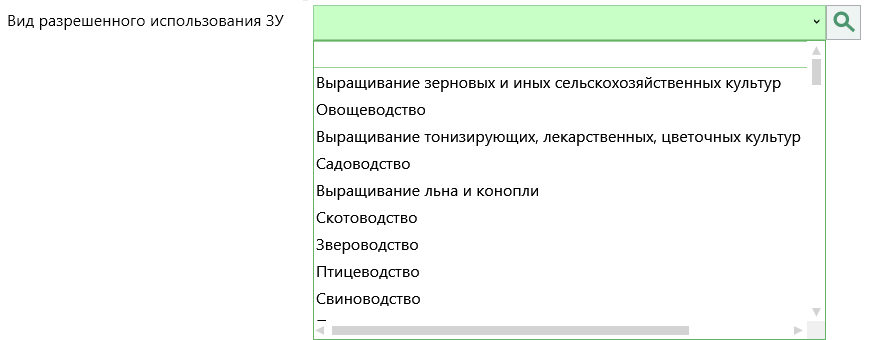 Вид разрешенного использования ЗУ
Выращивание зерновых и иных сельскохозяйственных культур
Овощеводство
Выращивание тонизирующих, лекарственных, цветочных культур
Садоводство
Выращивание льна и конопли
Скотоводство
Звероводство
Птицеводство
Свиноводство